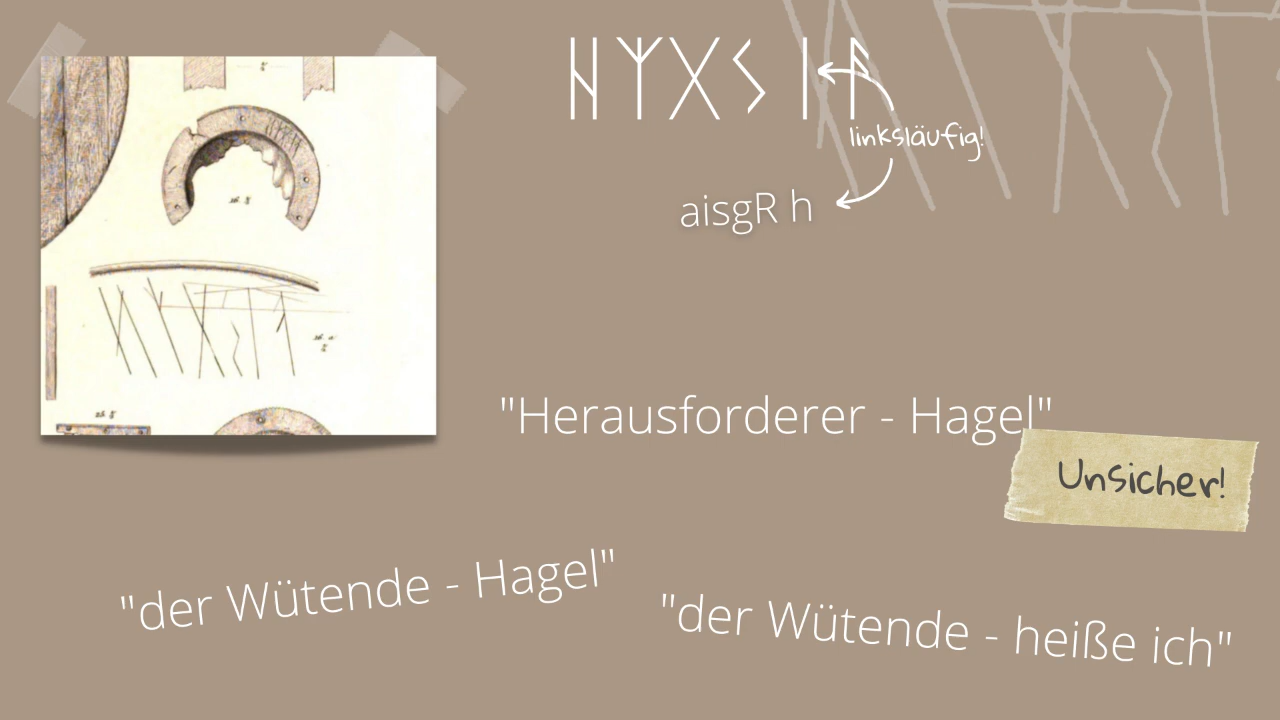 ᚺᛉᚷᛊᛁᚨ
linksläufig!
aisgR h
"Herausforderer - Hagel"
Unsicher!
"der Wütende - Hagel"
"der Wütende - heiße ich"